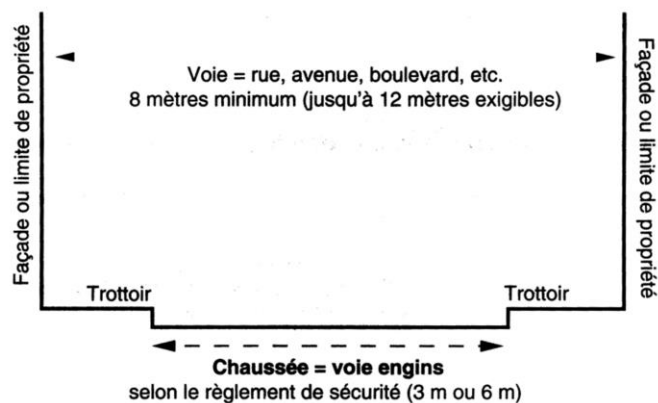 Façade ou limite de propriété
Voie = rue, avenue, boulevard, etc.
8 mètres minimum (jusqu'à 12 mètres exigibles)
Façade ou limite de propriété
Trottoir
Trottoir
Chaussée = voie engins
selon le règlement de sécurité (3 m ou 6 m)